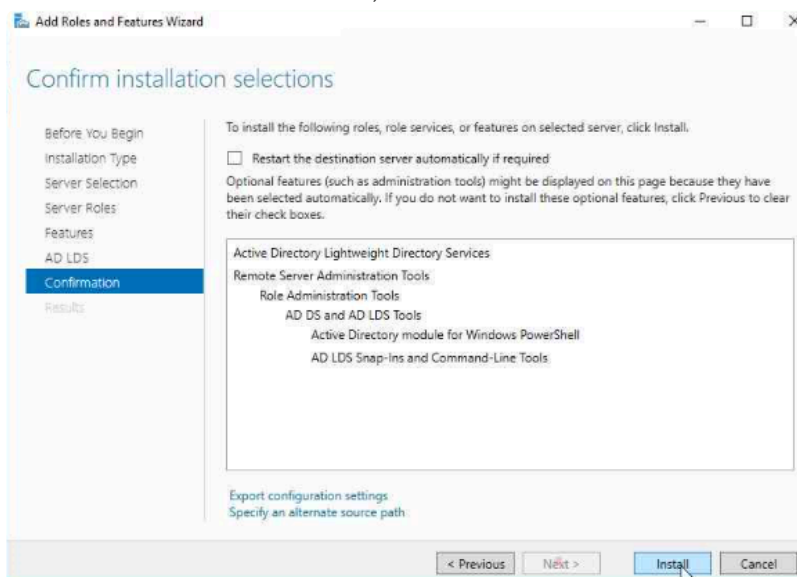 Add Roles and Features Wizard
Confirm installation selections
Before You Begin
Installation Type
Server Selection
Server Roles
Features
AD LDS
Confirmation
Results
To install the following roles, role services, or features on selected server, click Install.
Restart the destination server automatically if required
Optional features (such as administration tools) might be displayed on this page because they have
been selected automatically. If you do not want to install these optional features, click Previous to clear
their check boxes.
Active Directory Lightweight Directory Services
Remote Server Administration Tools
Role Administration Tools
AD DS and AD LDS Tools
Active Directory module for Windows PowerShell
AD LDS Snap-Ins and Command-Line Tools
Export configuration settings
Specify an alternate source path
< Previous
Next >
Install
Cancel